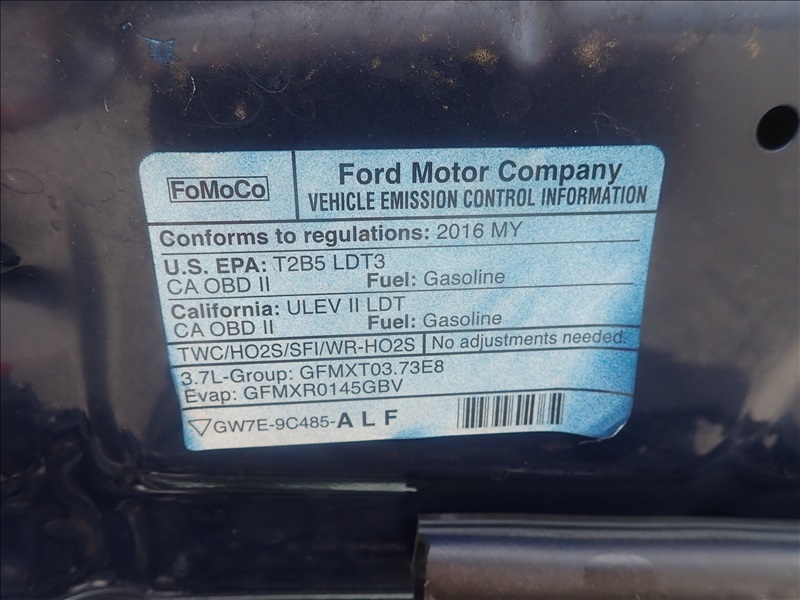 FoMoCo
Ford Motor Company
VEHICLE EMISSION CONTROL INFORMATION
Conforms to regulations: 2016 MY
U.S. EPA: T2B5 LDT3
CA OBD II Fuel: Gasoline
California: ULEV II LDT
CA OBD II Fuel: Gasoline
TWC/HO2S/SFI/WR-HO2S No adjustments needed.
3.7L-Group: GFMXT03.73E8
Evap: GFMXR0145GBV
GW7E-9C485-A L F